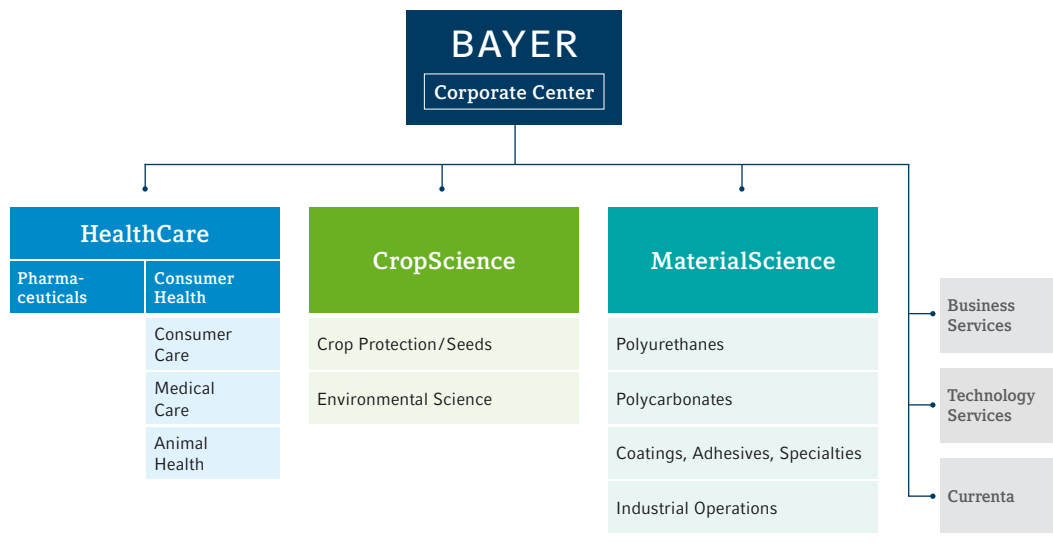 BAYER
Corporate Center
HealthCare
Pharma-
ceuticals
Consumer
Health
Consumer
Care
Medical
Care
Animal
Health
CropScience
Crop Protection/Seeds
Environmental Science
MaterialScience
Polyurethanes
Polycarbonates
Coatings, Adhesives, Specialties
Industrial Operations
Business
Services
Technology
Services
Currenta